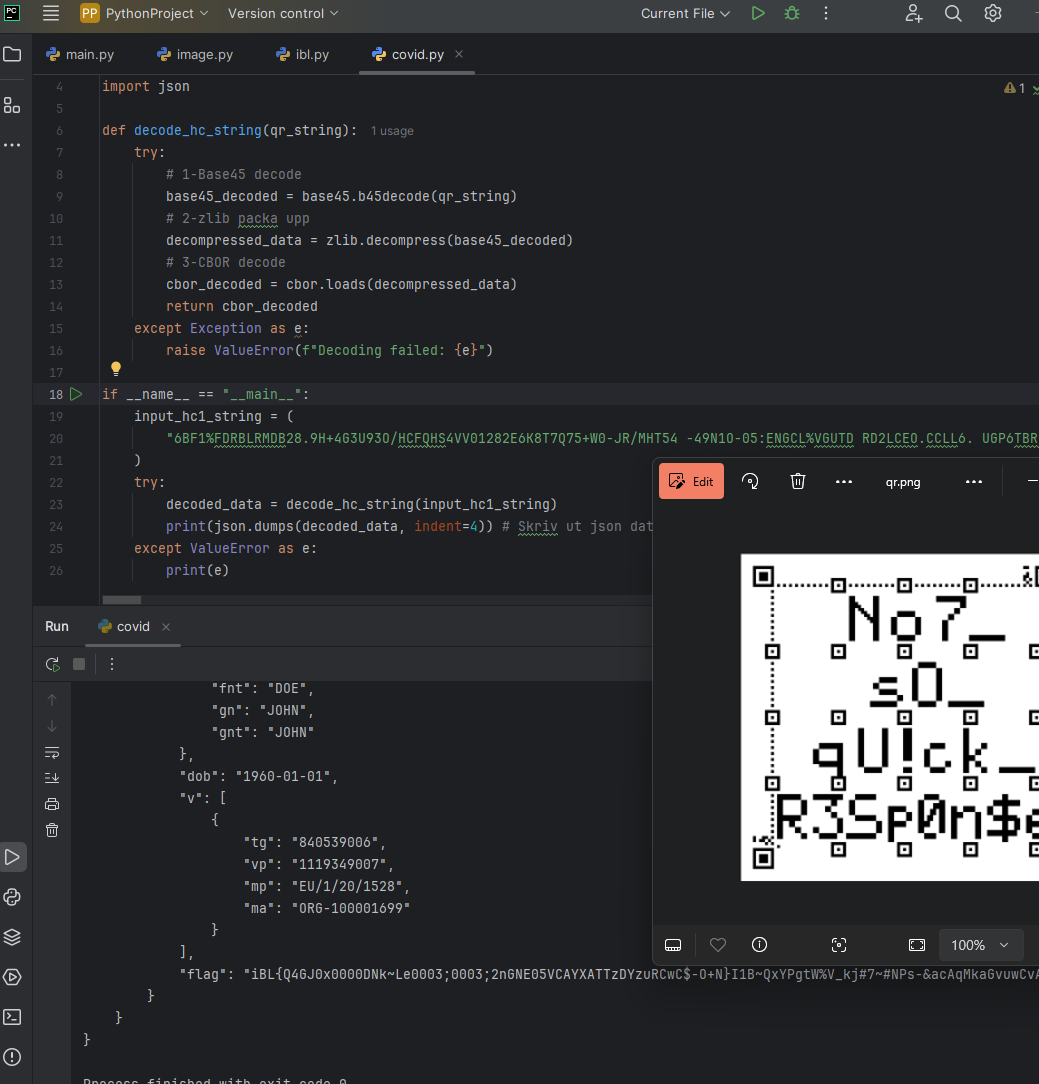 PC
PP PythonProject Version control Current File
main.py image.py ibl.py covid.py
4 import json
1
5
6 def decode_hc_string(qr_string): 1 usage
7 try:
8 # 1-Base45 decode
9 base45_decoded = base45.b45decode(qr_string)
10 # 2-zlib packa upp
11 decompressed_data = zlib.decompress(base45_decoded)
12 # 3-CBOR decode
13 cbor_decoded = cbor.loads(decompressed_data)
14 return cbor_decoded
15 except Exception as e:
16 raise ValueError(f"Decoding failed: {e}")
17
18 if __name__ == "__main__":
19 input_hc1_string = (
20 "6BF1%FDRBLRMDB28.9H+4G3U93O/HCFQHS4VV01282E6K8T7Q75+W0-JR/MHT54 -49N1O-05:ENGCL%VGUTD RD2LCEO.CCLL6. UGP6TBR
21 )
22 try:
23 decoded_data = decode_hc_string(input_hc1_string)
24 print(json.dumps(decoded_data, indent=4)) # Skriv ut json dat
25 except ValueError as e:
26 print(e)
Edit qr.png
No7_
sO_
qU!ck_
R3Sp0n$e
100%
Run covid
"fnt": "DOE",
"gn": "JOHN",
"gnt": "JOHN"
},
"dob": "1960-01-01",
"v": [
{
"tg": "840539006",
"vp": "1119349007",
"mp": "EU/1/20/1528",
"ma": "ORG-100001699"
}
],
"flag": "iBL{Q4GJ0x0000DNk~Le0003;0003;2nGNE05VCAYXATTzDYzuRCwC$-O+N}I1B~QxYPgtW%V_kj#7~#NPs-&acAqMkaGvuwCvA
}
}
}
Process finished with exit code 0